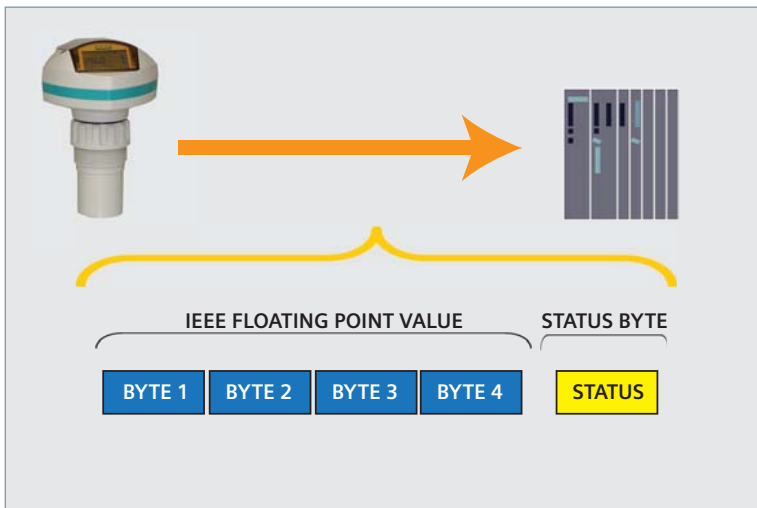 IEEE FLOATING POINT VALUE STATUS BYTE
BYTE 1 BYTE 2 BYTE 3 BYTE 4 STATUS